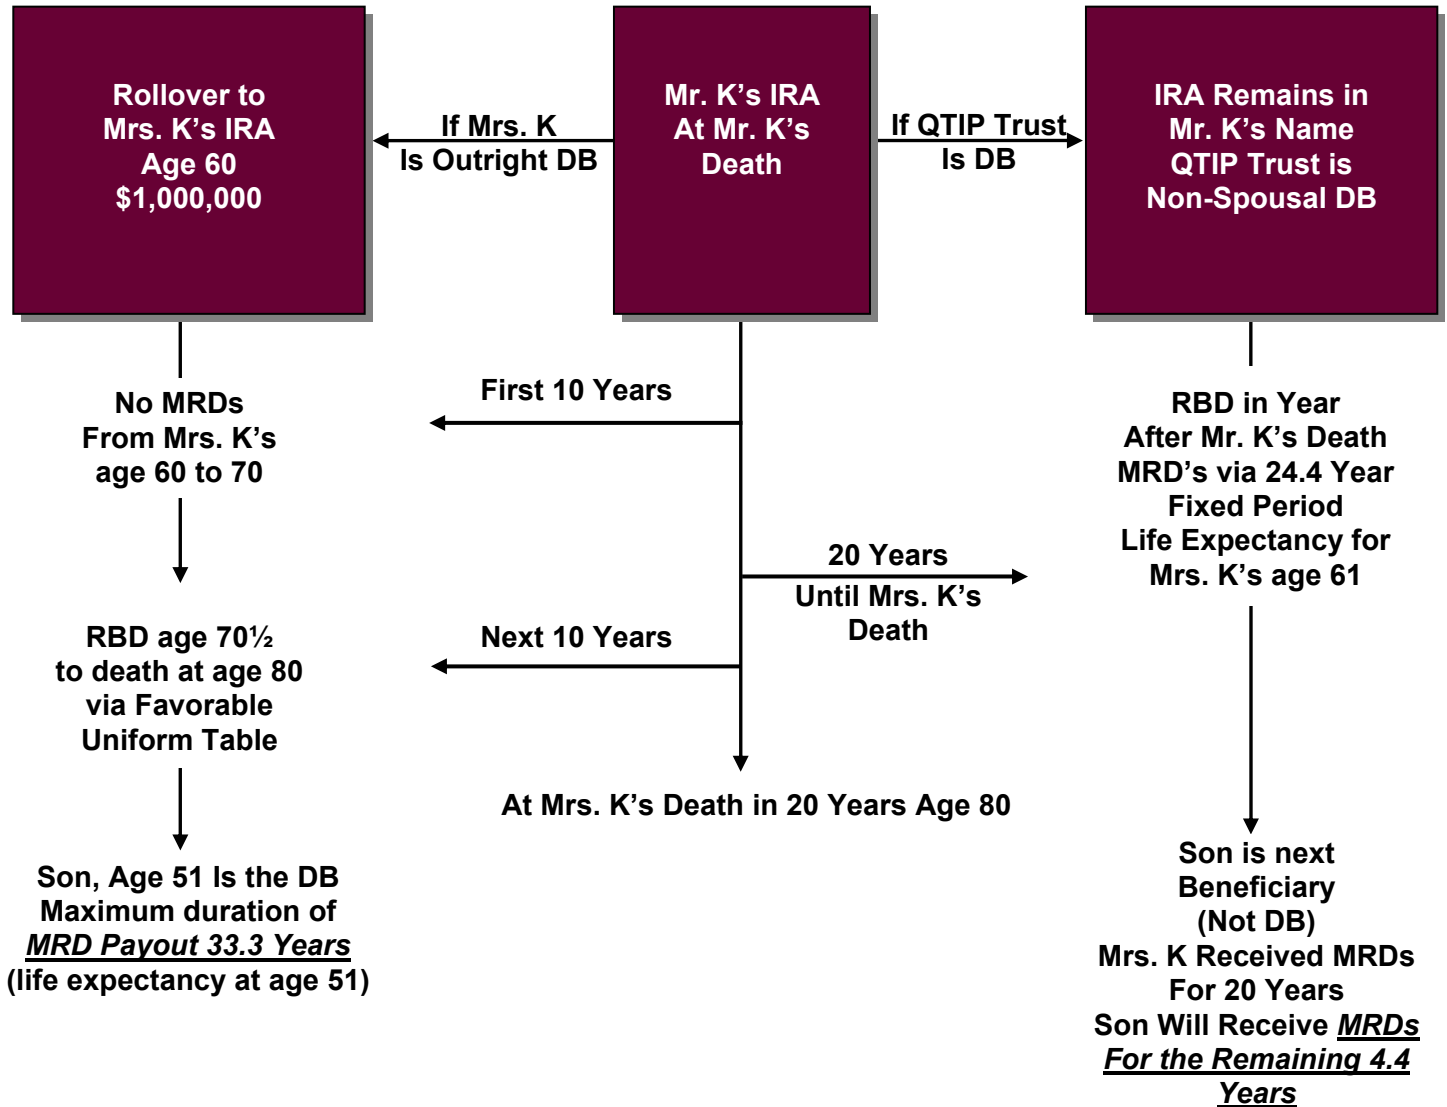 Rollover to
Mrs. K’s IRA
Age 60
$1,000,000
If Mrs. K
Is Outright DB
Mr. K’s IRA
At Mr. K’s
Death
If QTIP Trust
Is DB
IRA Remains in
Mr. K’s Name
QTIP Trust is
Non-Spousal DB
No MRDs
From Mrs. K’s
age 60 to 70
First 10 Years
RBD in Year
After Mr. K’s Death
MRD’s via 24.4 Year
Fixed Period
Life Expectancy for
Mrs. K’s age 61
20 Years
Until Mrs. K’s
Death
RBD age 70½
to death at age 80
via Favorable
Uniform Table
Next 10 Years
At Mrs. K’s Death in 20 Years Age 80
Son, Age 51 Is the DB
Maximum duration of
MRD Payout 33.3 Years
(life expectancy at age 51)
Son is next
Beneficiary
(Not DB)
Mrs. K Received MRDs
For 20 Years
Son Will Receive MRDs
For the Remaining 4.4
Years